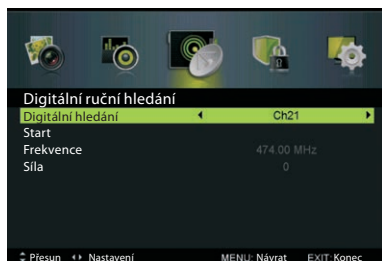 Digitální ruční hledání
Digitální hledání Ch21
Start
Frekvence 474.00 MHz
Síla 0
Přesun Nastavení MENU: Návrat EXIT: Konec